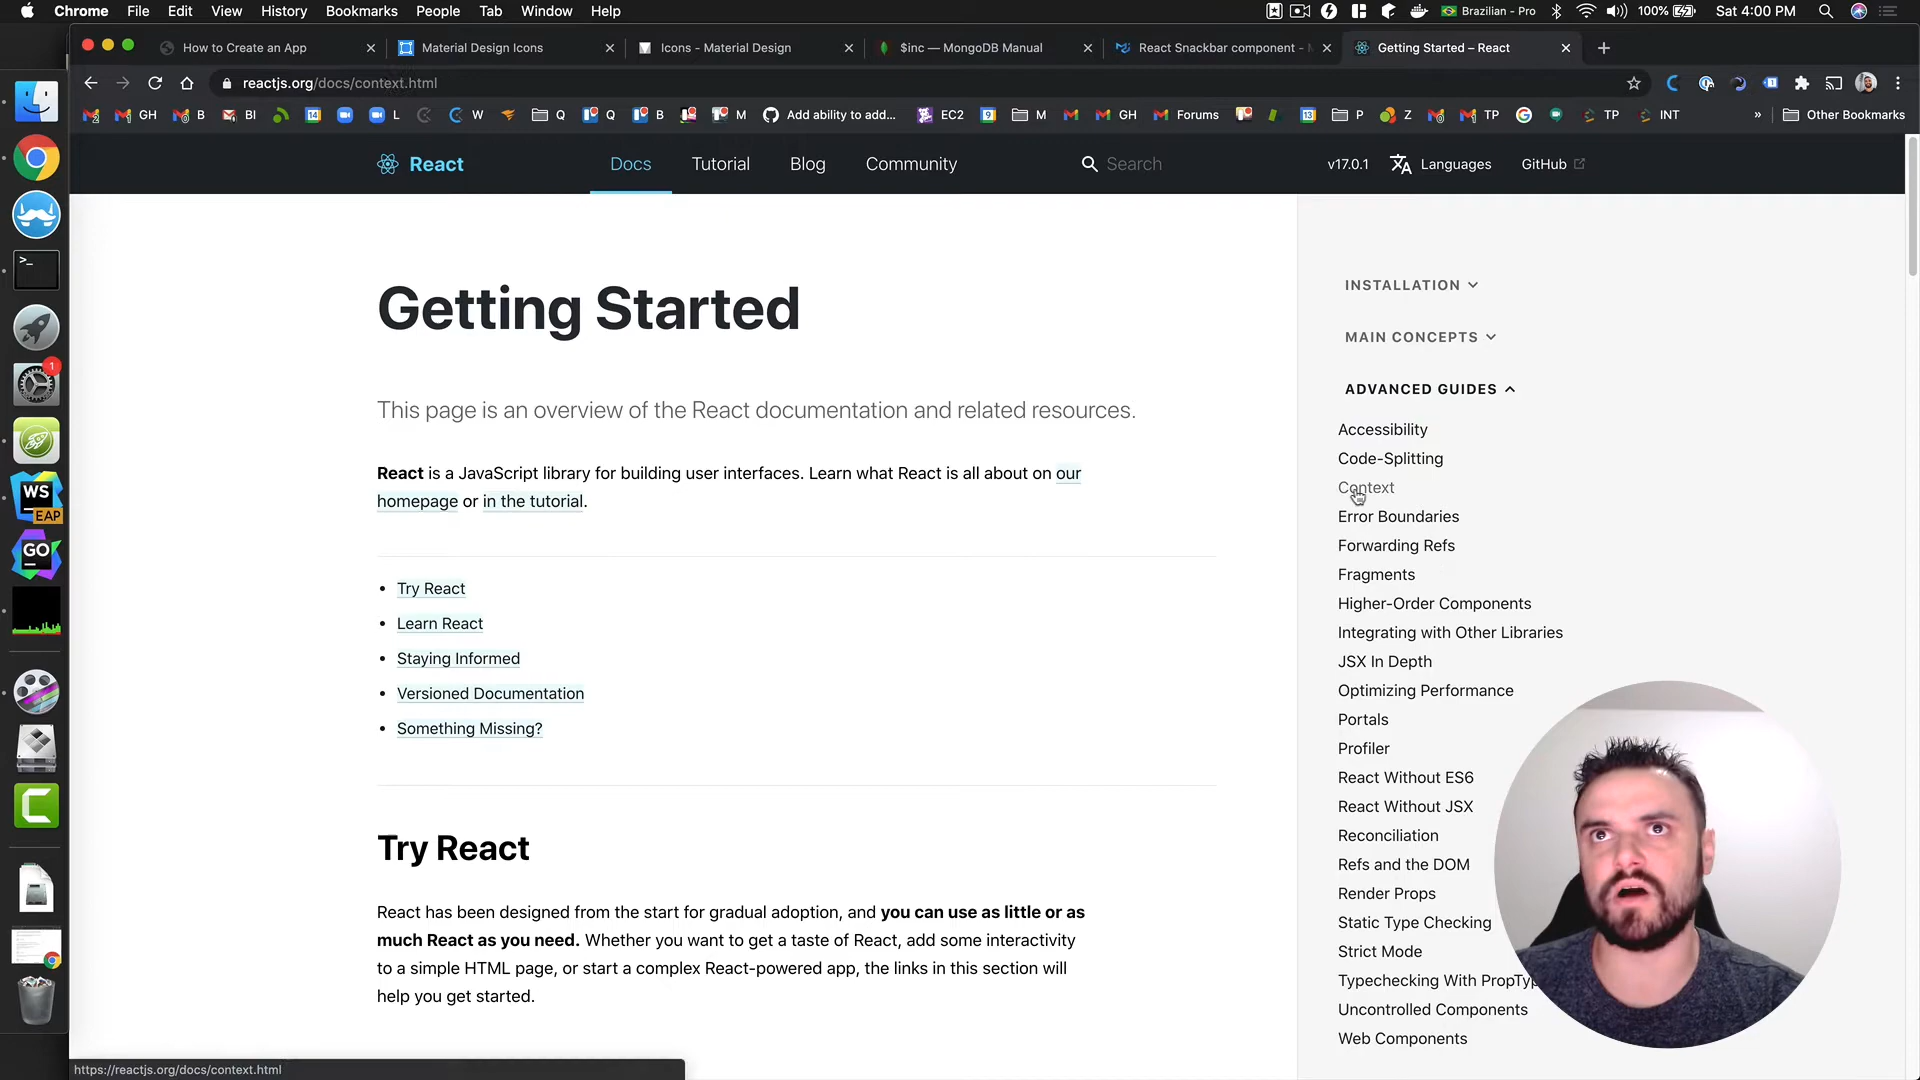 Chrome File Edit View History Bookmarks People Tab Window Help
Brazilian - Pro 100% Sat 4:00 PM
How to Create an App
Material Design Icons
Icons - Material Design
$inc — MongoDB Manual
React Snackbar component - M
Getting Started – React
reactjs.org/docs/context.html
GH B BI 14 L W Q Q B M Add ability to add... EC2 9 M GH Forums 13 P Z TP TP INT » Other Bookmarks
React
Docs Tutorial Blog Community
Search
v17.0.1 Languages GitHub
Getting Started
This page is an overview of the React documentation and related resources.
React is a JavaScript library for building user interfaces. Learn what React is all about on our
homepage or in the tutorial.
• Try React
• Learn React
• Staying Informed
• Versioned Documentation
• Something Missing?
Try React
React has been designed from the start for gradual adoption, and you can use as little or as
much React as you need. Whether you want to get a taste of React, add some interactivity
to a simple HTML page, or start a complex React-powered app, the links in this section will
help you get started.
INSTALLATION
MAIN CONCEPTS
ADVANCED GUIDES
Accessibility
Code-Splitting
Context
Error Boundaries
Forwarding Refs
Fragments
Higher-Order Components
Integrating with Other Libraries
JSX In Depth
Optimizing Performance
Portals
Profiler
React Without ES6
React Without JSX
Reconciliation
Refs and the DOM
Render Props
Static Type Checking
Strict Mode
Typechecking With PropTyp
Uncontrolled Components
Web Components
>_
1
WS
EAP
GO
C
https://reactjs.org/docs/context.html